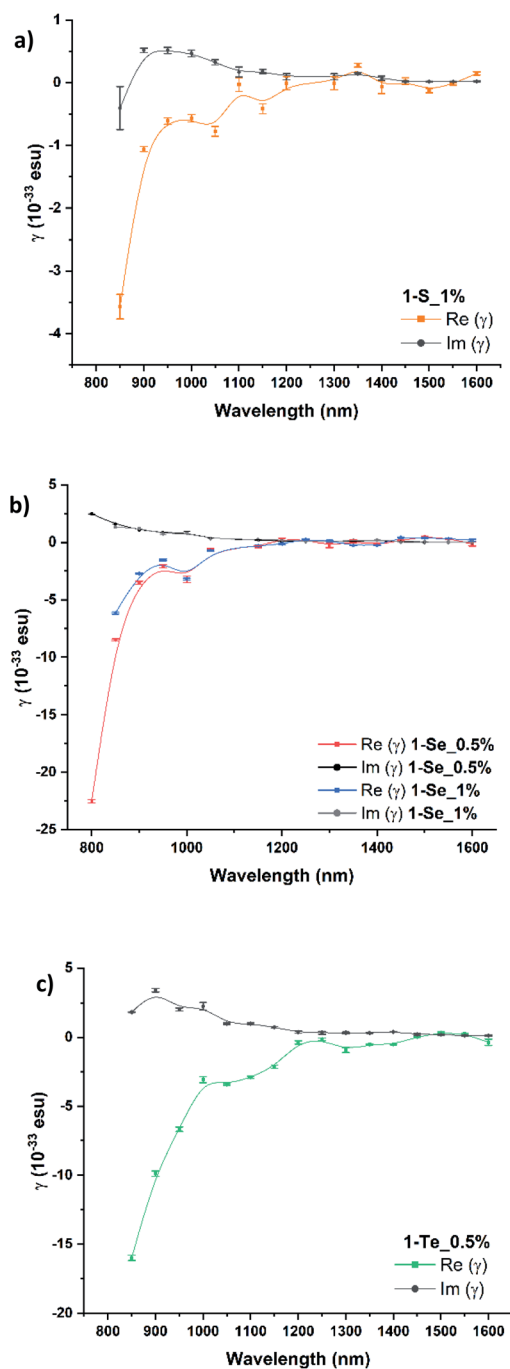 a)
1
0
-1
-2
-3
-4
γ (10⁻³³ esu)
1-S_1%
Re (γ)
Im (γ)
800 900 1000 1100 1200 1300 1400 1500 1600
Wavelength (nm)
b)
5
0
-5
-10
-15
-20
-25
γ (10⁻³³ esu)
Re (γ) 1-Se_0.5%
Im (γ) 1-Se_0.5%
Re (γ) 1-Se_1%
Im (γ) 1-Se_1%
800 1000 1200 1400 1600
Wavelength (nm)
c)
5
0
-5
-10
-15
-20
γ (10⁻³³ esu)
1-Te_0.5%
Re (γ)
Im (γ)
800 900 1000 1100 1200 1300 1400 1500 1600
Wavelength (nm)